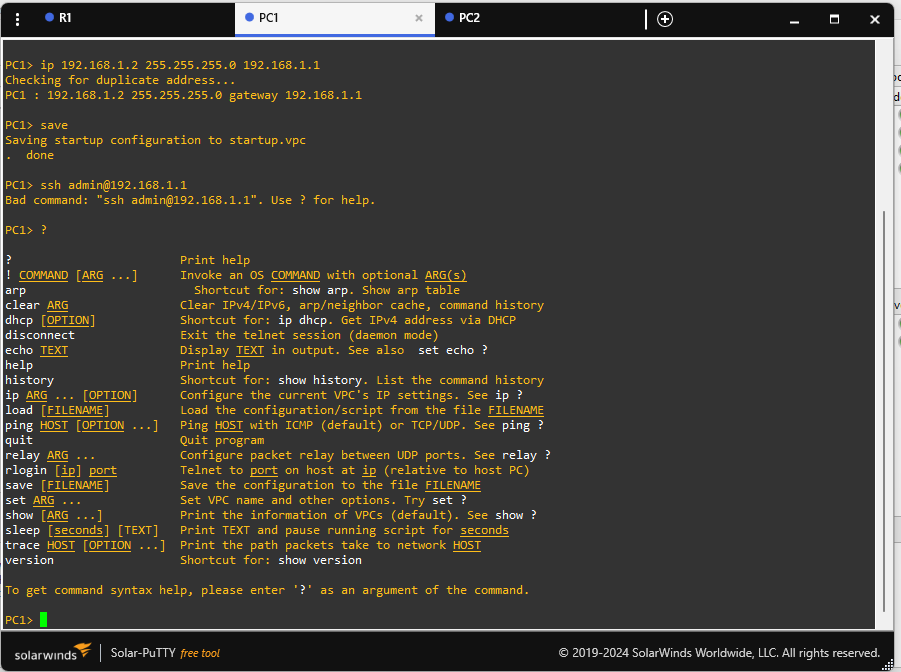 R1
PC1
PC2
PC1> ip 192.168.1.2 255.255.255.0 192.168.1.1
Checking for duplicate address...
PC1 : 192.168.1.2 255.255.255.0 gateway 192.168.1.1
PC1> save
Saving startup configuration to startup.vpc
.  done
PC1> ssh admin@192.168.1.1
Bad command: "ssh admin@192.168.1.1". Use ? for help.
PC1> ?
?                        Print help
! COMMAND [ARG ...]      Invoke an OS COMMAND with optional ARG(s)
arp                        Shortcut for: show arp. Show arp table
clear ARG                Clear IPv4/IPv6, arp/neighbor cache, command history
dhcp [OPTION]            Shortcut for: ip dhcp. Get IPv4 address via DHCP
disconnect               Exit the telnet session (daemon mode)
echo TEXT                Display TEXT in output. See also  set echo ?
help                     Print help
history                  Shortcut for: show history. List the command history
ip ARG ... [OPTION]      Configure the current VPC's IP settings. See ip ?
load [FILENAME]          Load the configuration/script from the file FILENAME
ping HOST [OPTION ...]   Ping HOST with ICMP (default) or TCP/UDP. See ping ?
quit                     Quit program
relay ARG ...            Configure packet relay between UDP ports. See relay ?
rlogin [ip] port         Telnet to port on host at ip (relative to host PC)
save [FILENAME]          Save the configuration to the file FILENAME
set ARG ...              Set VPC name and other options. Try set ?
show [ARG ...]           Print the information of VPCs (default). See show ?
sleep [seconds] [TEXT]   Print TEXT and pause running script for seconds
trace HOST [OPTION ...]  Print the path packets take to network HOST
version                  Shortcut for: show version
To get command syntax help, please enter '?' as an argument of the command.
PC1>
solarwinds | Solar-PuTTY free tool
© 2019-2024 SolarWinds Worldwide, LLC. All rights reserved.